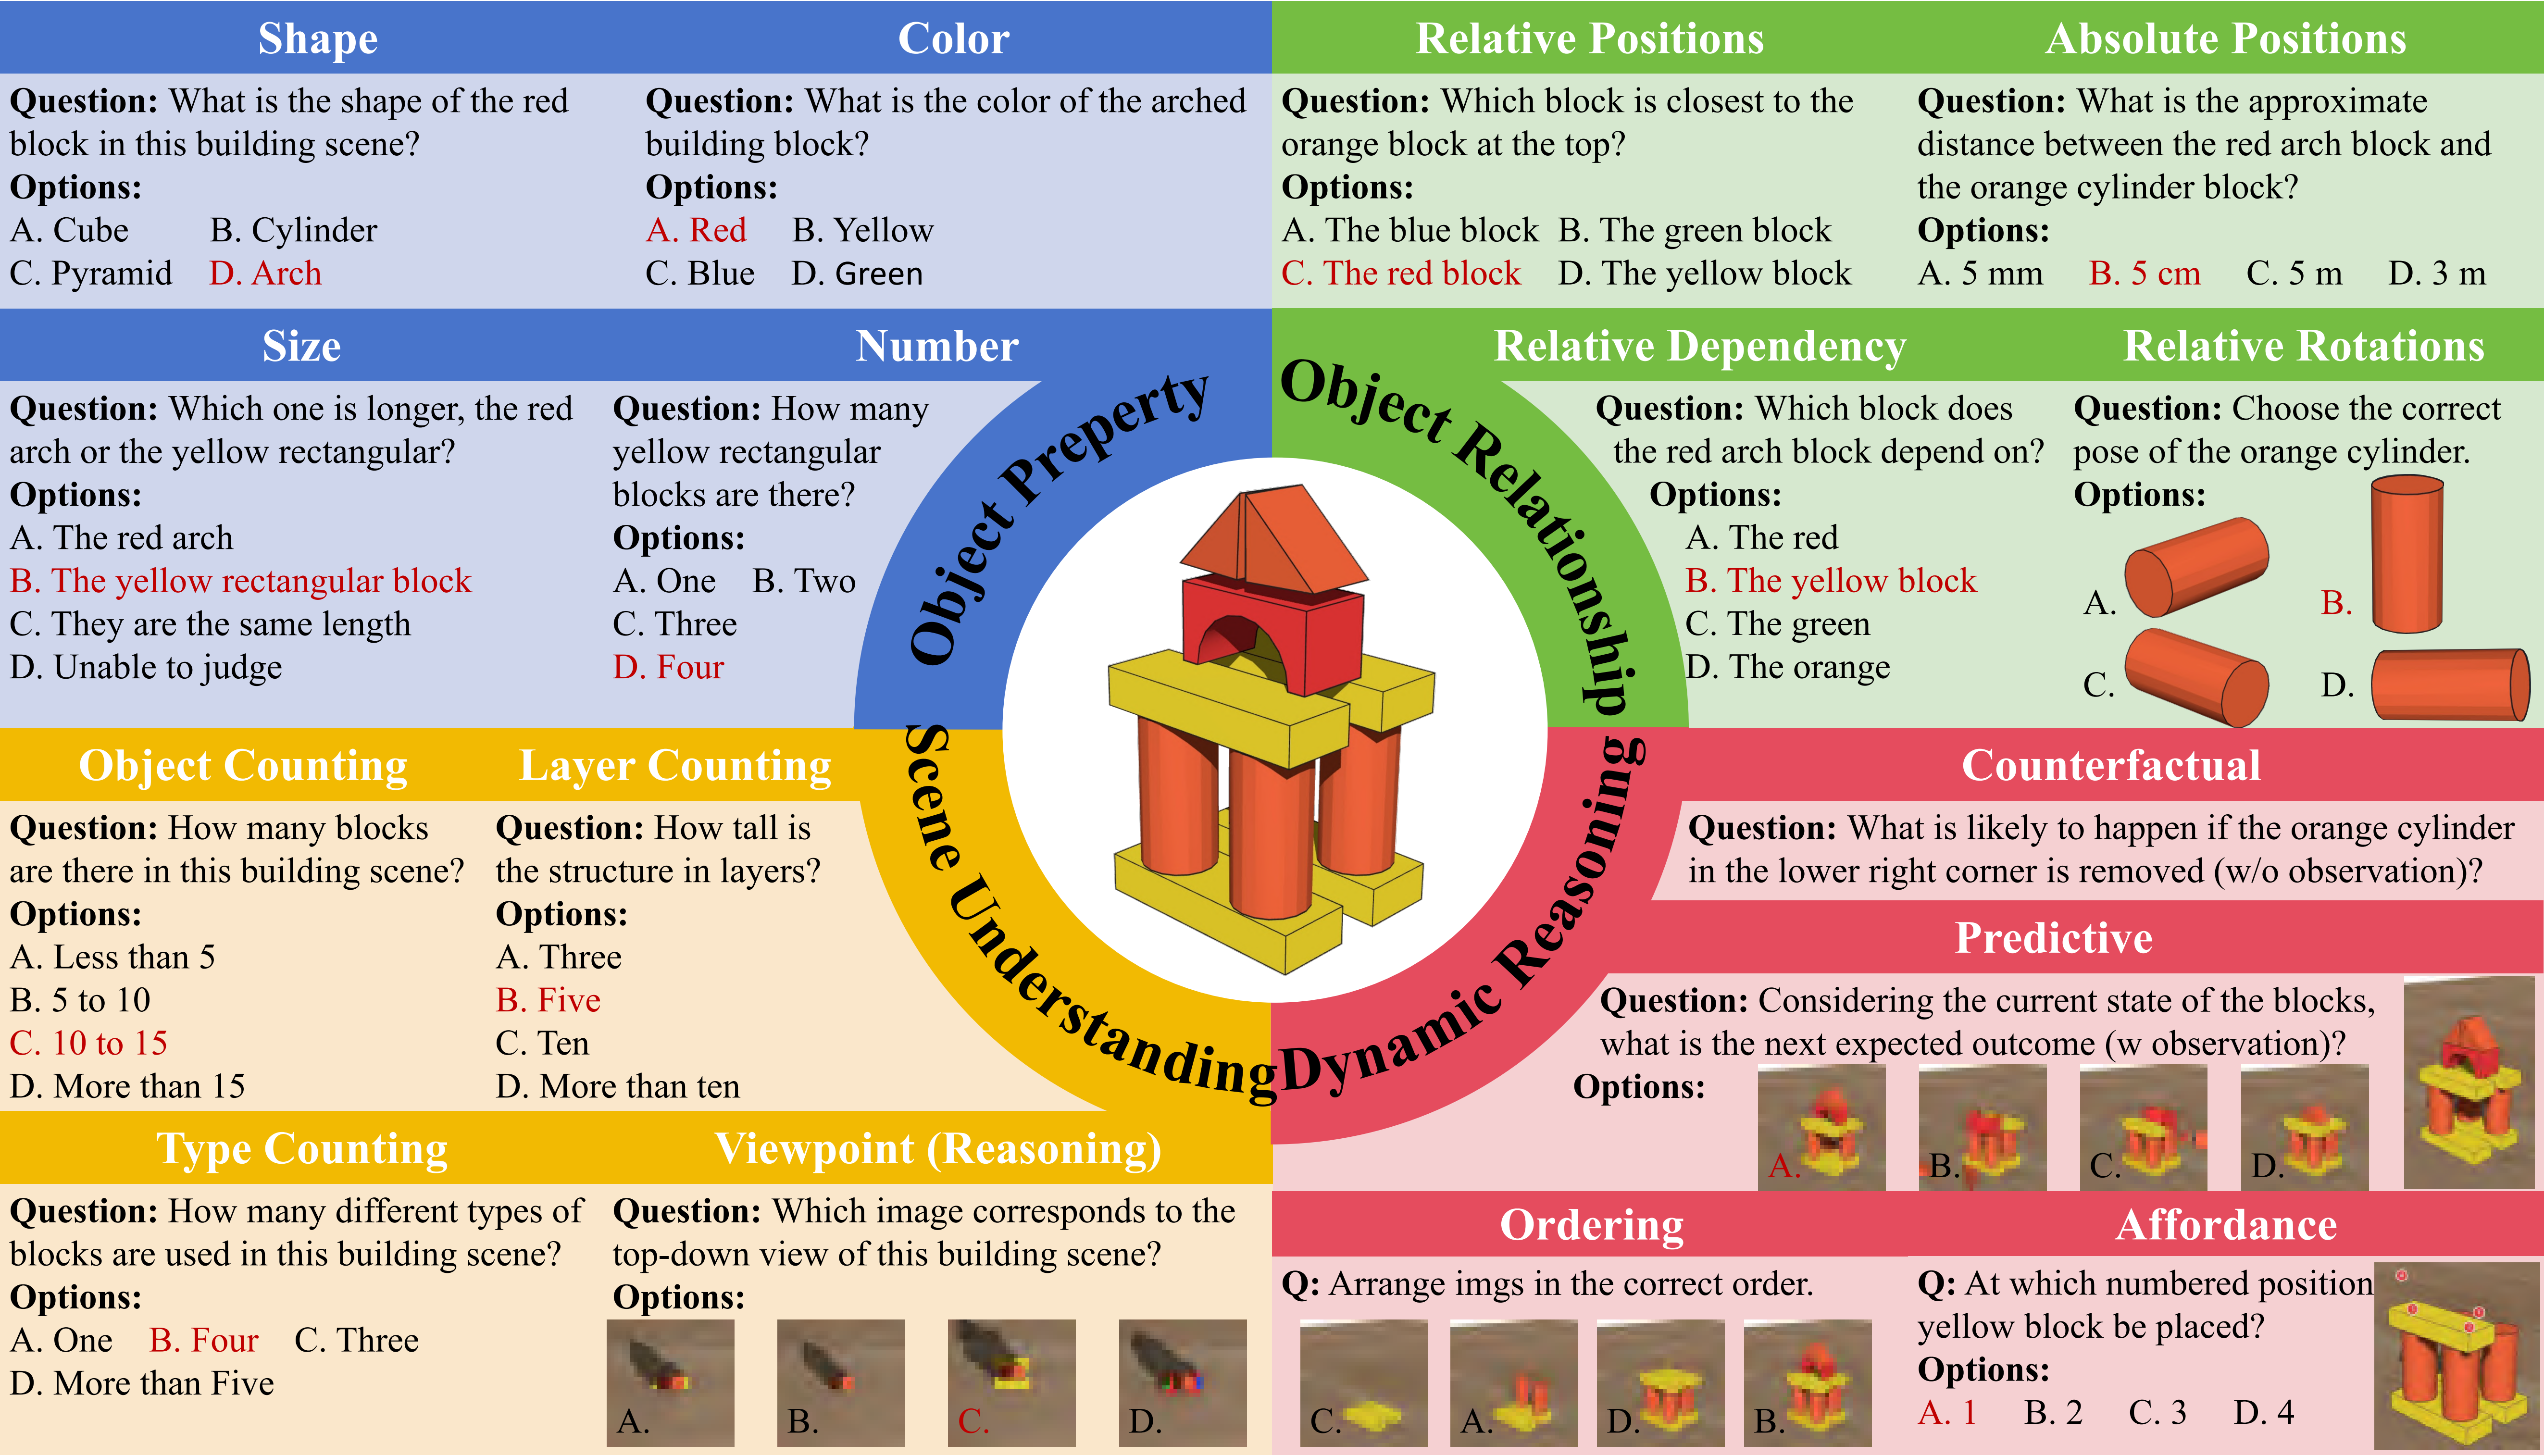 Shape
Question: What is the shape of the red
block in this building scene?
Options:
A. Cube B. Cylinder
C. Pyramid D. Arch
Color
Question: What is the color of the arched
building block?
Options:
A. Red B. Yellow
C. Blue D. Green
Relative Positions
Question: Which block is closest to the
orange block at the top?
Options:
A. The blue block B. The green block
C. The red block D. The yellow block
Absolute Positions
Question: What is the approximate
distance between the red arch block and
the orange cylinder block?
Options:
A. 5 mm B. 5 cm C. 5 m D. 3 m
Size
Question: Which one is longer, the red
arch or the yellow rectangular?
Options:
A. The red arch
B. The yellow rectangular block
C. They are the same length
D. Unable to judge
Number
Question: How many
yellow rectangular
blocks are there?
Options:
A. One B. Two
C. Three
D. Four
Object Preperty
Object Relationship
Relative Dependency
Question: Which block does
the red arch block depend on?
Options:
A. The red
B. The yellow block
C. The green
D. The orange
Relative Rotations
Question: Choose the correct
pose of the orange cylinder.
Options:
A. B.
C. D.
Object Counting
Question: How many blocks
are there in this building scene?
Options:
A. Less than 5
B. 5 to 10
C. 10 to 15
D. More than 15
Layer Counting
Question: How tall is
the structure in layers?
Options:
A. Three
B. Five
C. Ten
D. More than ten
Scene Understanding
Dynamic Reasoning
Counterfactual
Question: What is likely to happen if the orange cylinder
in the lower right corner is removed (w/o observation)?
Predictive
Question: Considering the current state of the blocks,
what is the next expected outcome (w observation)?
Options:
A. B. C. D.
Type Counting
Question: How many different types of
blocks are used in this building scene?
Options:
A. One B. Four C. Three
D. More than Five
Viewpoint (Reasoning)
Question: Which image corresponds to the
top-down view of this building scene?
Options:
A. B. C. D.
Ordering
Q: Arrange imgs in the correct order.
C. A. D. B.
Affordance
Q: At which numbered position
yellow block be placed?
Options:
A. 1 B. 2 C. 3 D. 4